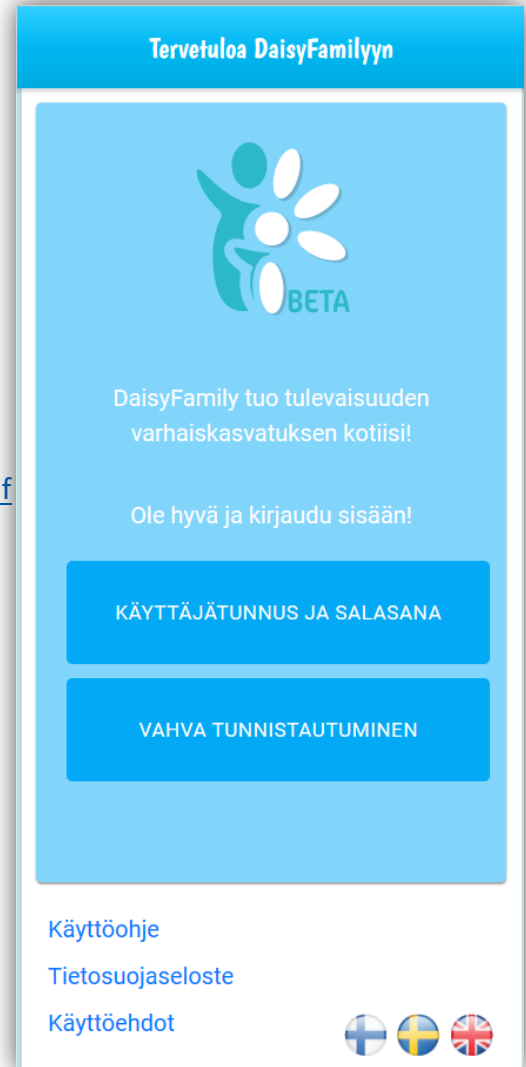 Tervetuloa DaisyFamilyyn
BETA
DaisyFamily tuo tulevaisuuden
varhaiskasvatuksen kotiisi!
f
Ole hyvä ja kirjaudu sisään!
KÄYTTÄJÄTUNNUS JA SALASANA
VAHVA TUNNISTAUTUMINEN
Käyttöohje
Tietosuojaseloste
Käyttöehdot